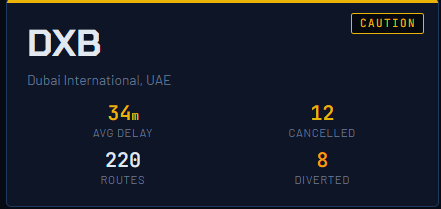 CAUTION
DXB
Dubai International, UAE
34m 12
AVG DELAY CANCELLED
220 8
ROUTES DIVERTED